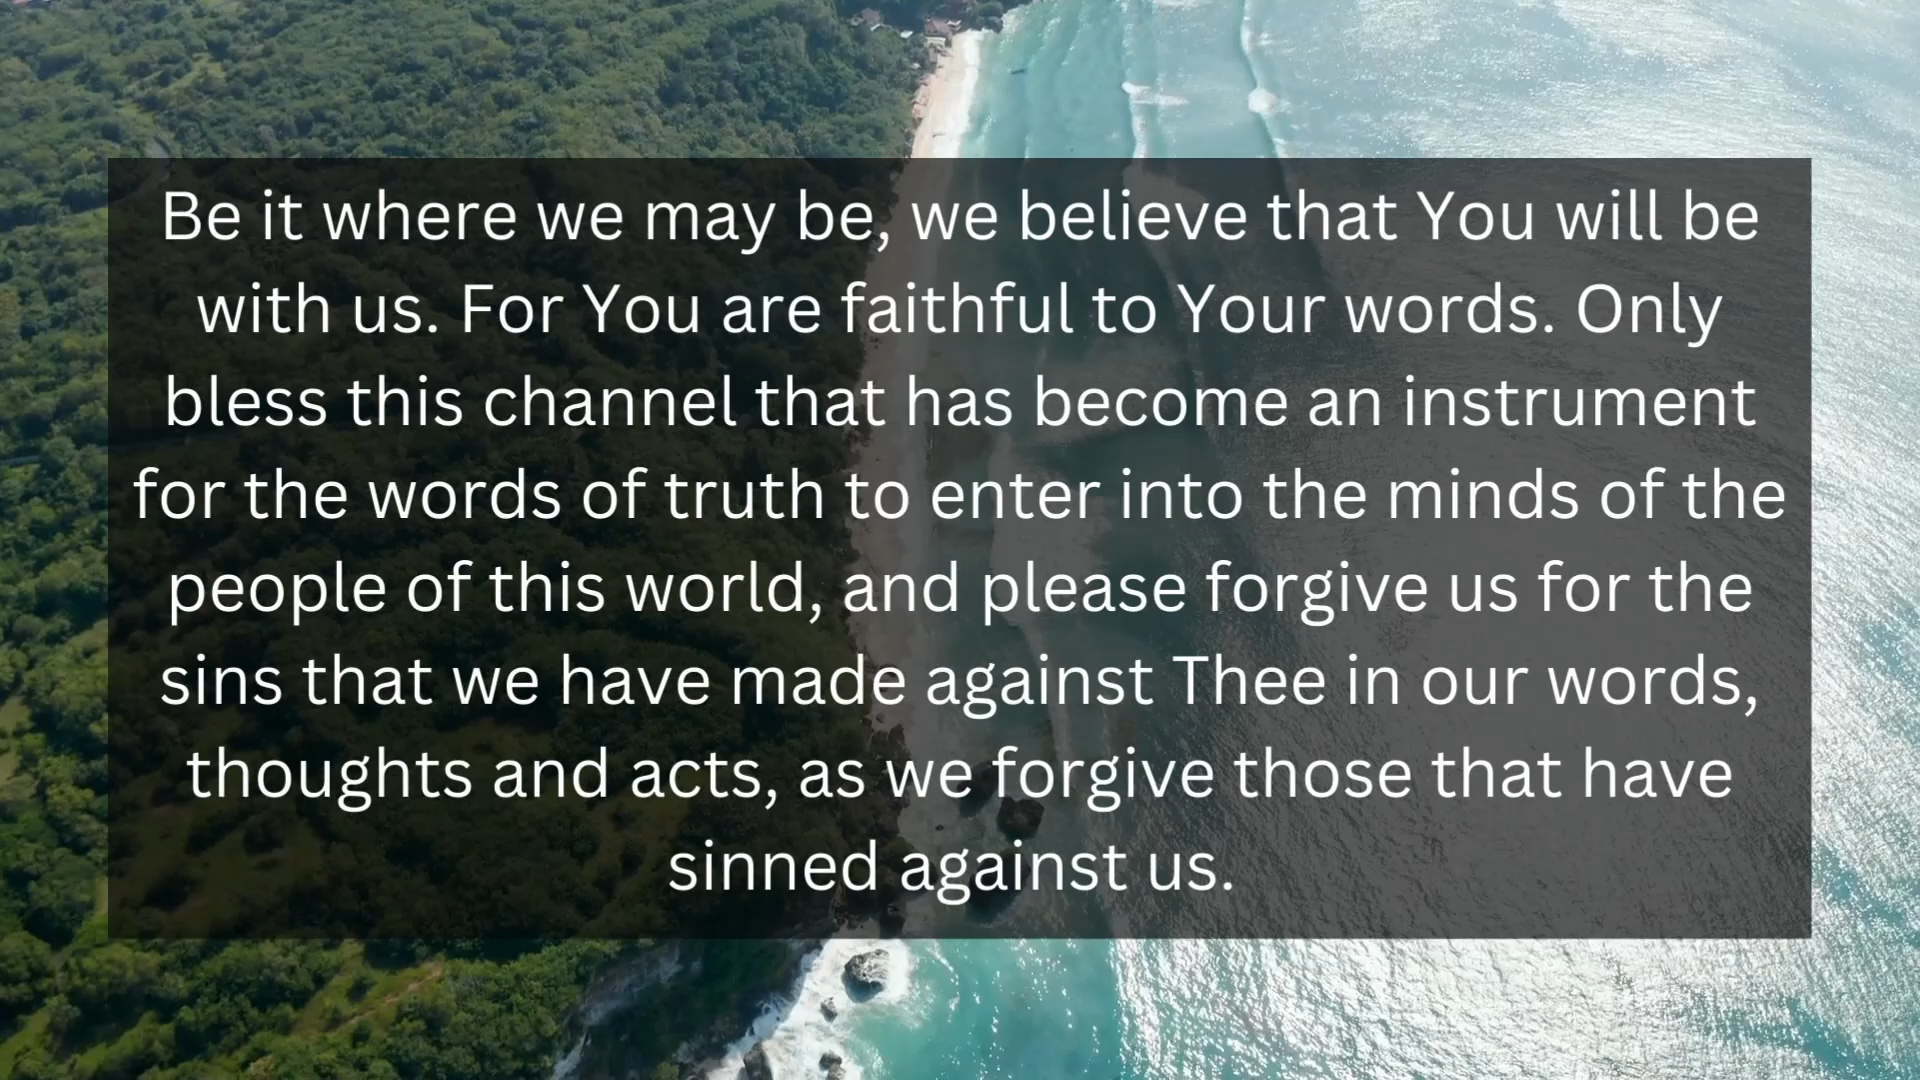 Be it where we may be, we believe that You will be
with us. For You are faithful to Your words. Only
bless this channel that has become an instrument
for the words of truth to enter into the minds of the
people of this world, and please forgive us for the
sins that we have made against Thee in our words,
thoughts and acts, as we forgive those that have
sinned against us.